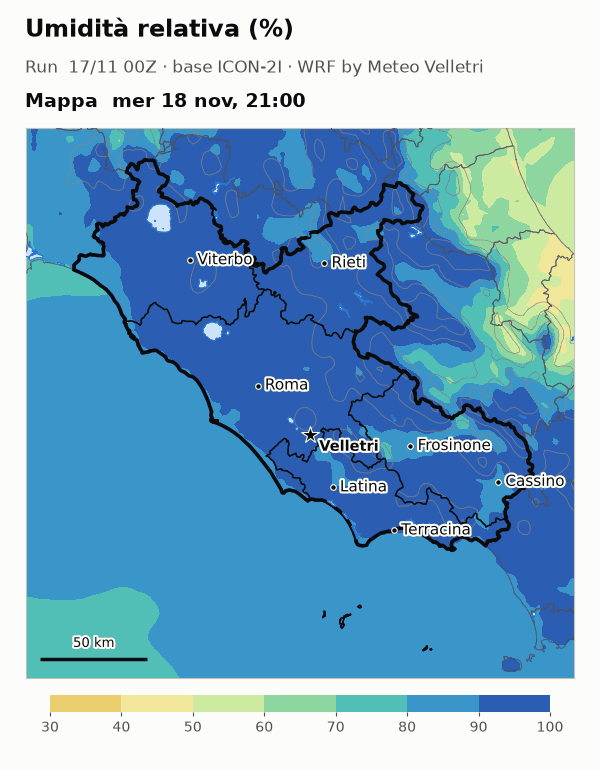 Umidità relativa (%)
Run 17/11 00Z · base ICON-2I · WRF by Meteo Velletri
Mappa mer 18 nov, 21:00
Viterbo
Rieti
Roma
Velletri
Frosinone
Cassino
Latina
Terracina
50 km
30 40 50 60 70 80 90 100